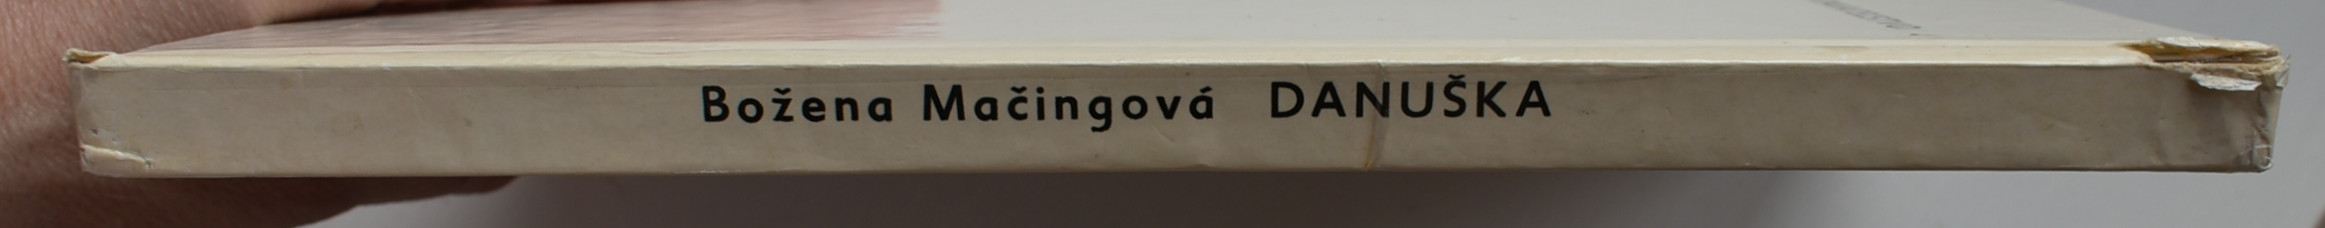 Božena Mačingová DANUŠKA